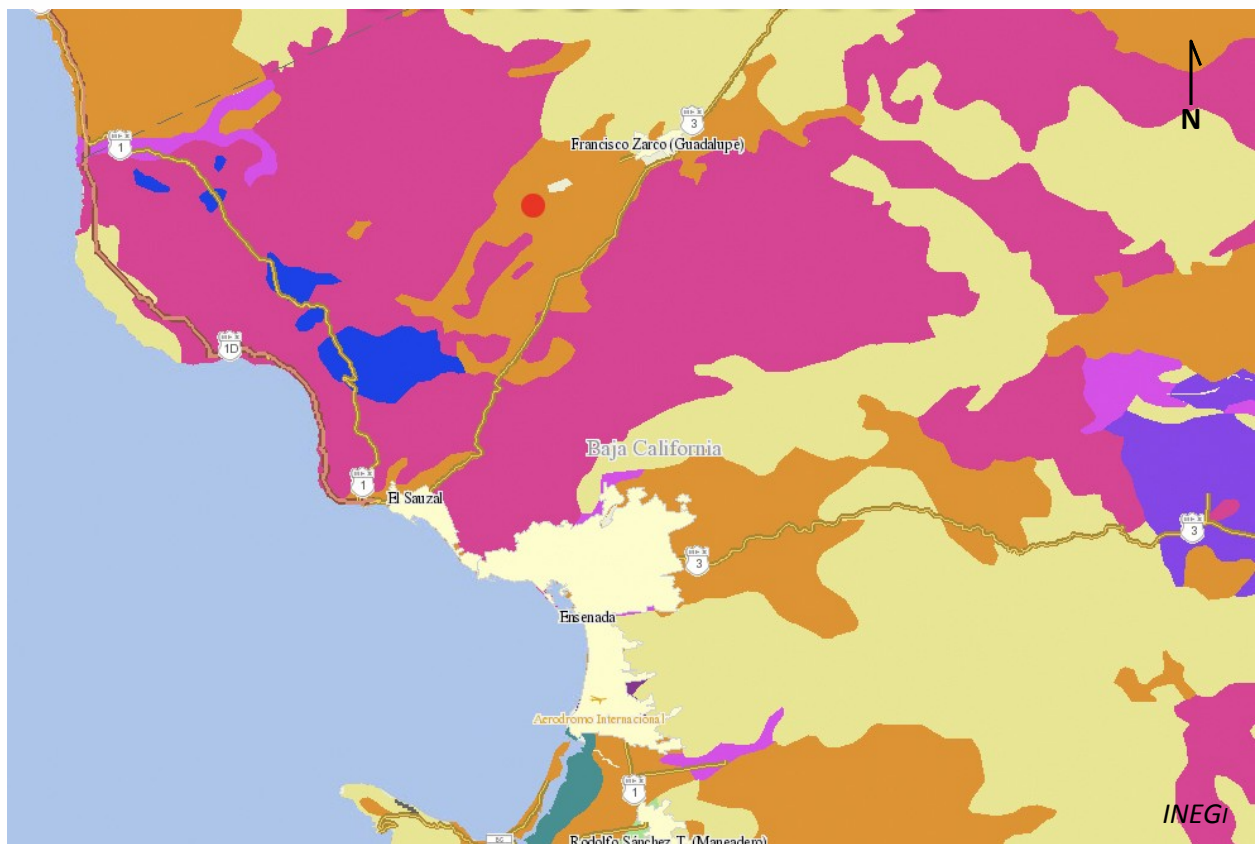 N
3
Francisco Zarco (Guadalupe)
1
1D
Baja California
1
El Sauzal
3
3
Ensenada
Aerodromo Internacional
1
INEGI
Rodolfo Sánchez T. (Maneadero)